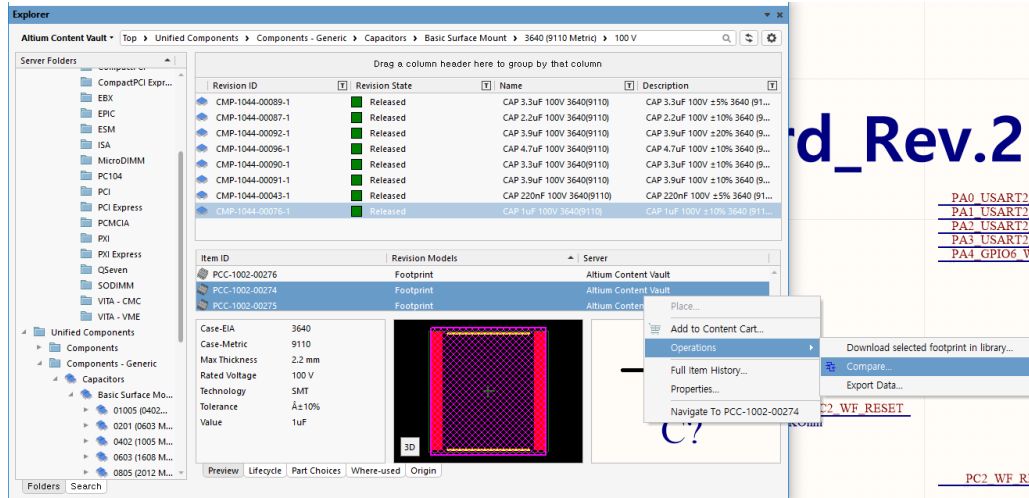 Explorer
Altium Content Vault Top Unified Components Components - Generic Capacitors Basic Surface Mount 3640 (9110 Metric) 100 V
Server Folders
CompactPCI
CompactPCI Expr...
EBX
EPIC
ESM
ISA
MicroDIMM
PC104
PCI
PCI Express
PCMCIA
PXI
PXI Express
QSeven
SODIMM
VITA - CMC
VITA - VME
Unified Components
Components
Components - Generic
Capacitors
Basic Surface Mo...
01005 (0402...
0201 (0603 M...
0402 (1005 M...
0603 (1608 M...
0805 (2012 M...
Folders Search
Drag a column header here to group by that column
Revision ID T Revision State T Name T Description T
CMP-1044-00089-1 Released CAP 3.3uF 100V 3640(9110) CAP 3.3uF 100V ±5% 3640 (91...
CMP-1044-00087-1 Released CAP 2.2uF 100V 3640(9110) CAP 2.2uF 100V ±10% 3640 (9...
CMP-1044-00092-1 Released CAP 3.9uF 100V 3640(9110) CAP 3.9uF 100V ±20% 3640 (9...
CMP-1044-00096-1 Released CAP 4.7uF 100V 3640(9110) CAP 4.7uF 100V ±10% 3640 (9...
CMP-1044-00090-1 Released CAP 3.3uF 100V 3640(9110) CAP 3.3uF 100V ±10% 3640 (9...
CMP-1044-00091-1 Released CAP 3.9uF 100V 3640(9110) CAP 3.9uF 100V ±10% 3640 (9...
CMP-1044-00043-1 Released CAP 220nF 100V 3640(9110) CAP 220nF 100V ±5% 3640 (91...
CMP-1044-00076-1 Released CAP 1uF 100V 3640(9110) CAP 1uF 100V ±10% 3640 (911...
Item ID Revision Models Server
PCC-1002-00276 Footprint Altium Content Vault
PCC-1002-00274 Footprint Altium Content Vault
PCC-1002-00275 Footprint Altium Conten
Case-EIA 3640
Case-Metric 9110
Max Thickness 2.2 mm
Rated Voltage 100 V
Technology SMT
Tolerance Â±10%
Value 1uF
3D
C?
Preview Lifecycle Part Choices Where-used Origin
Place...
Add to Content Cart...
Operations
Full Item History...
Properties...
Navigate To PCC-1002-00274
Download selected footprint in library...
Compare...
Export Data...
rd_Rev.2
PA0_USART2
PA1_USART2
PA2_USART2
PA3_USART2
PA4_GPIO6_W
C2_WF_RESET
KOhm
PC2_WF_R